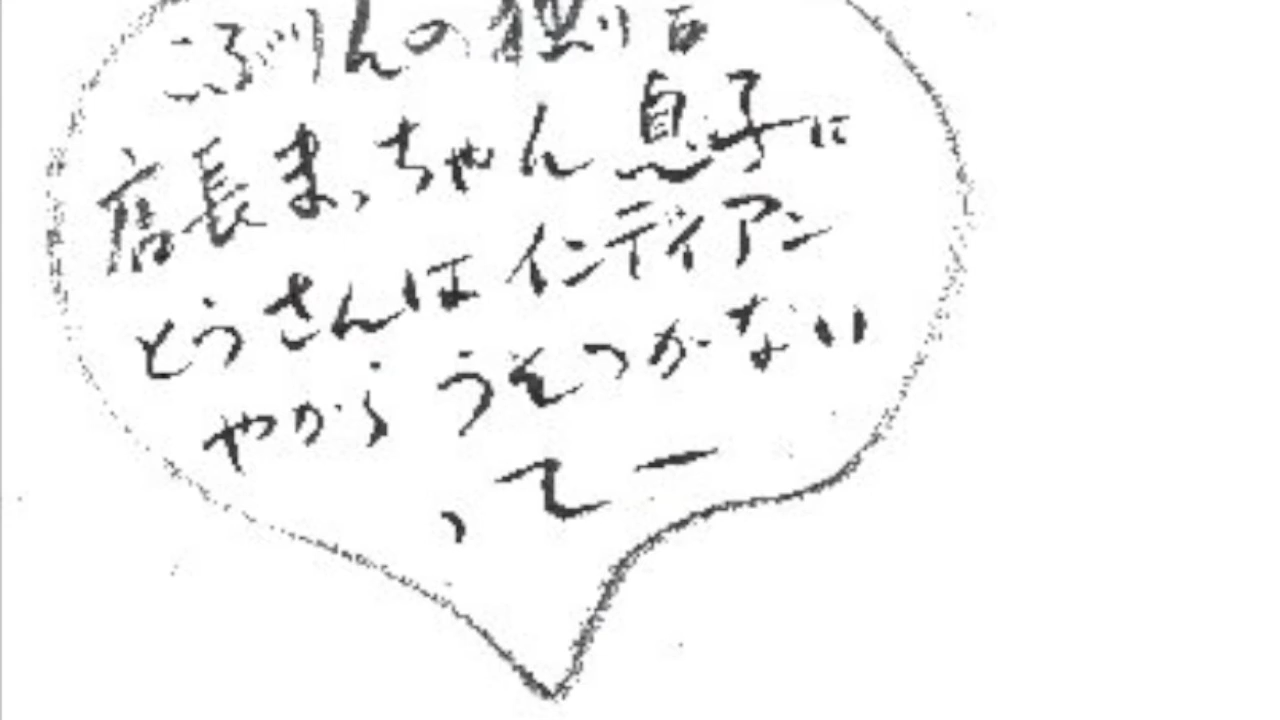 こぶりんの独り言
店長まっちゃん息子に
とうさんはインディアン
やからうそつかない
ってー